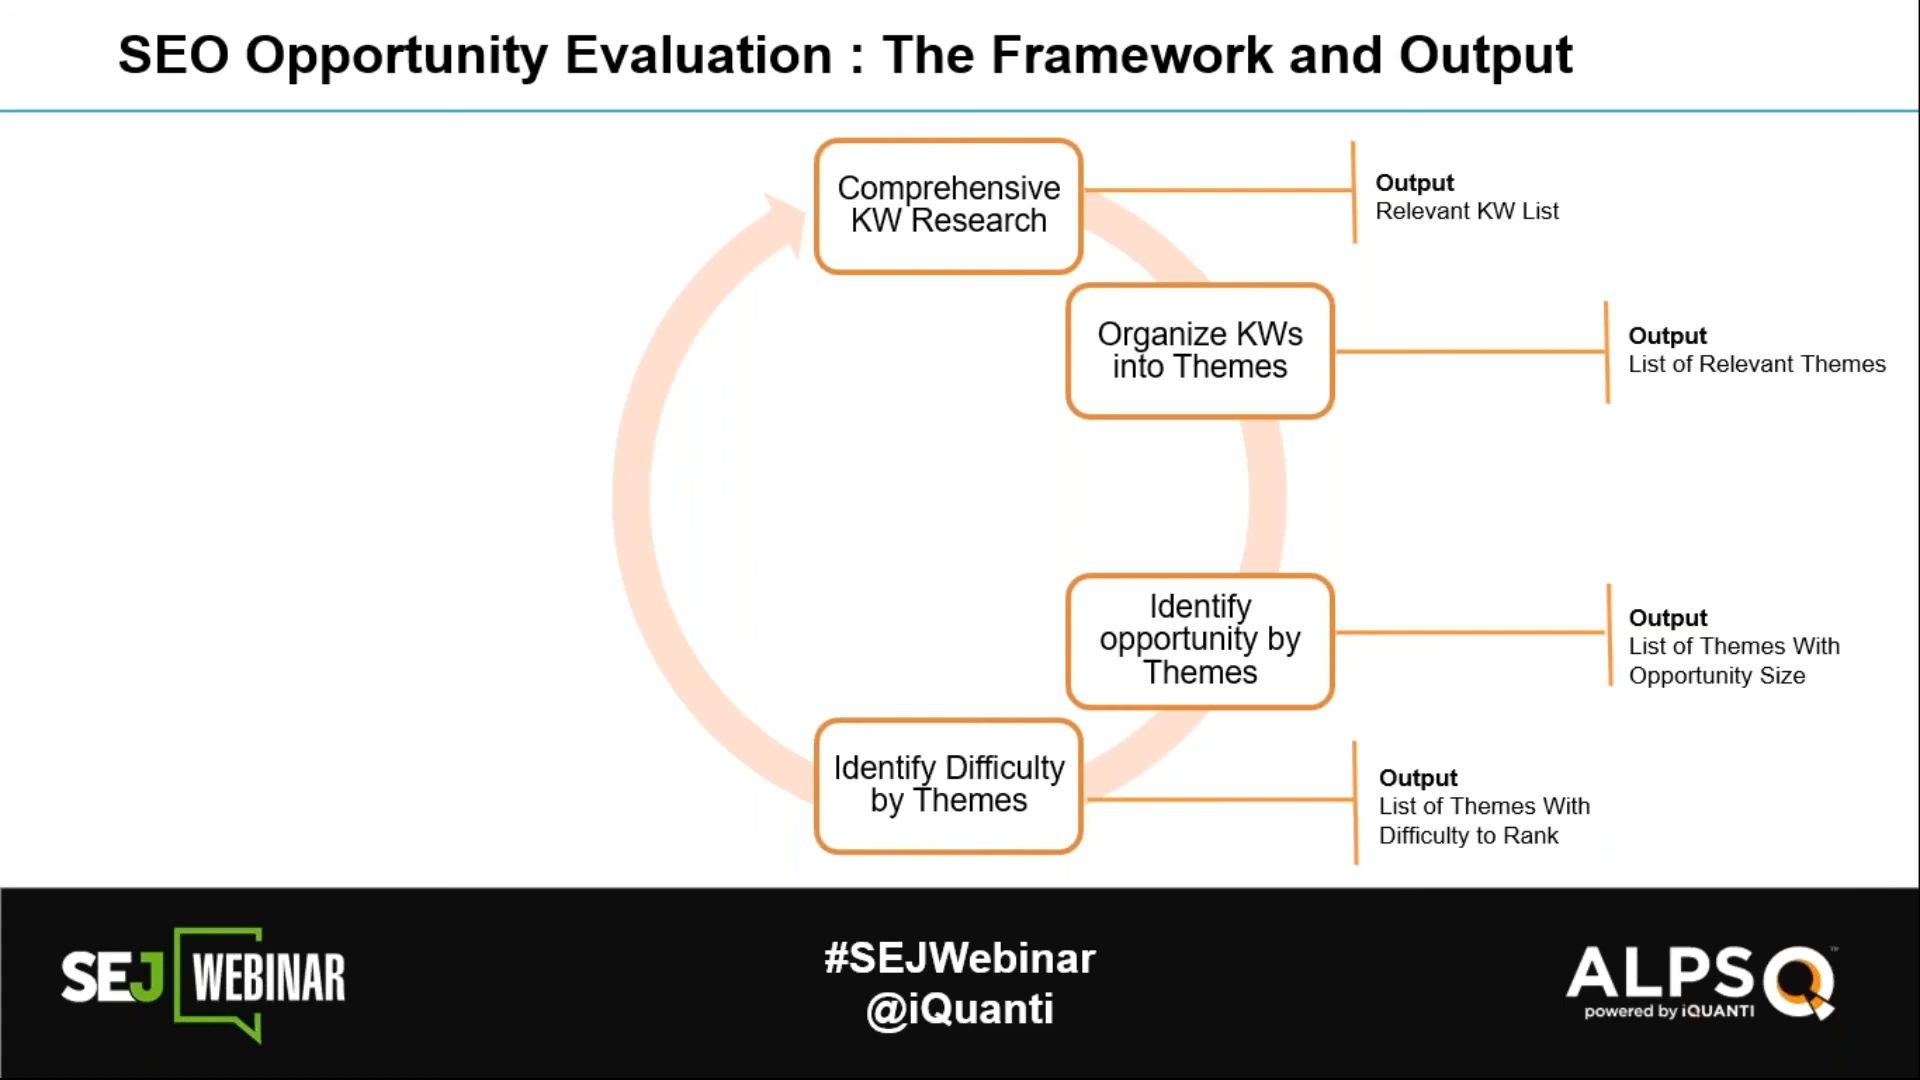 SEO Opportunity Evaluation : The Framework and Output
Comprehensive
KW Research
Output
Relevant KW List
Organize KWs
into Themes
Output
List of Relevant Themes
Identify
opportunity by
Themes
Output
List of Themes With
Opportunity Size
Identify Difficulty
by Themes
Output
List of Themes With
Difficulty to Rank
SEJ WEBINAR
#SEJWebinar
@iQuanti
ALPS
powered by iQUANTI
TM